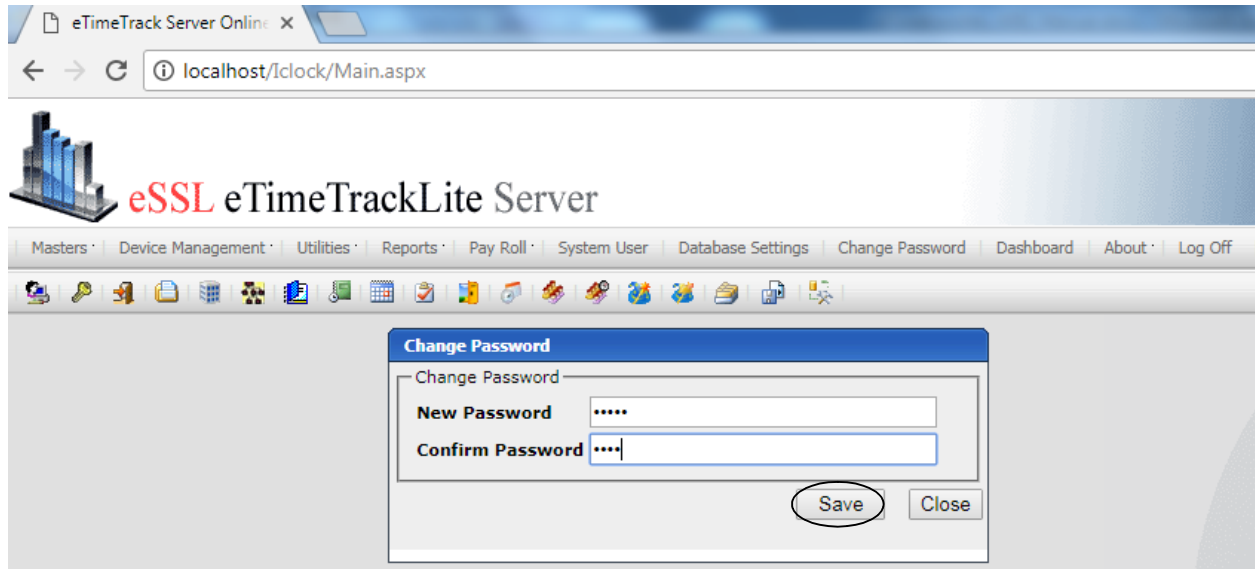 eTimeTrack Server Online
localhost/Iclock/Main.aspx
eSSL eTimeTrackLite Server
Masters Device Management Utilities Reports Pay Roll System User Database Settings Change Password Dashboard About Log Off
Change Password
Change Password
New Password •••••
Confirm Password ••••
Save Close